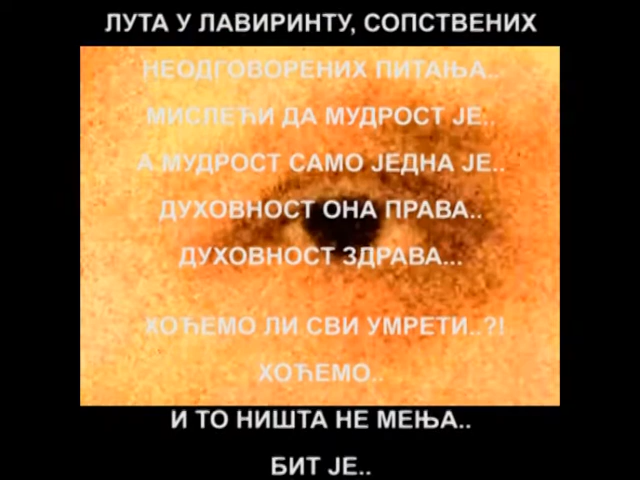 ЛУТА У ЛАВИРИНТУ, СОПСТВЕНИХ
НЕОДГОВОРЕНИХ ПИТАЊА..
МИСЛЕЋИ ДА МУДРОСТ ЈЕ..
А МУДРОСТ САМО ЈЕДНА ЈЕ..
ДУХОВНОСТ ОНА ПРАВА..
ДУХОВНОСТ ЗДРАВА...
ХОЋЕМО ЛИ СВИ УМРЕТИ..?!
ХОЋЕМО..
И ТО НИШТА НЕ МЕЊА..
БИТ ЈЕ..